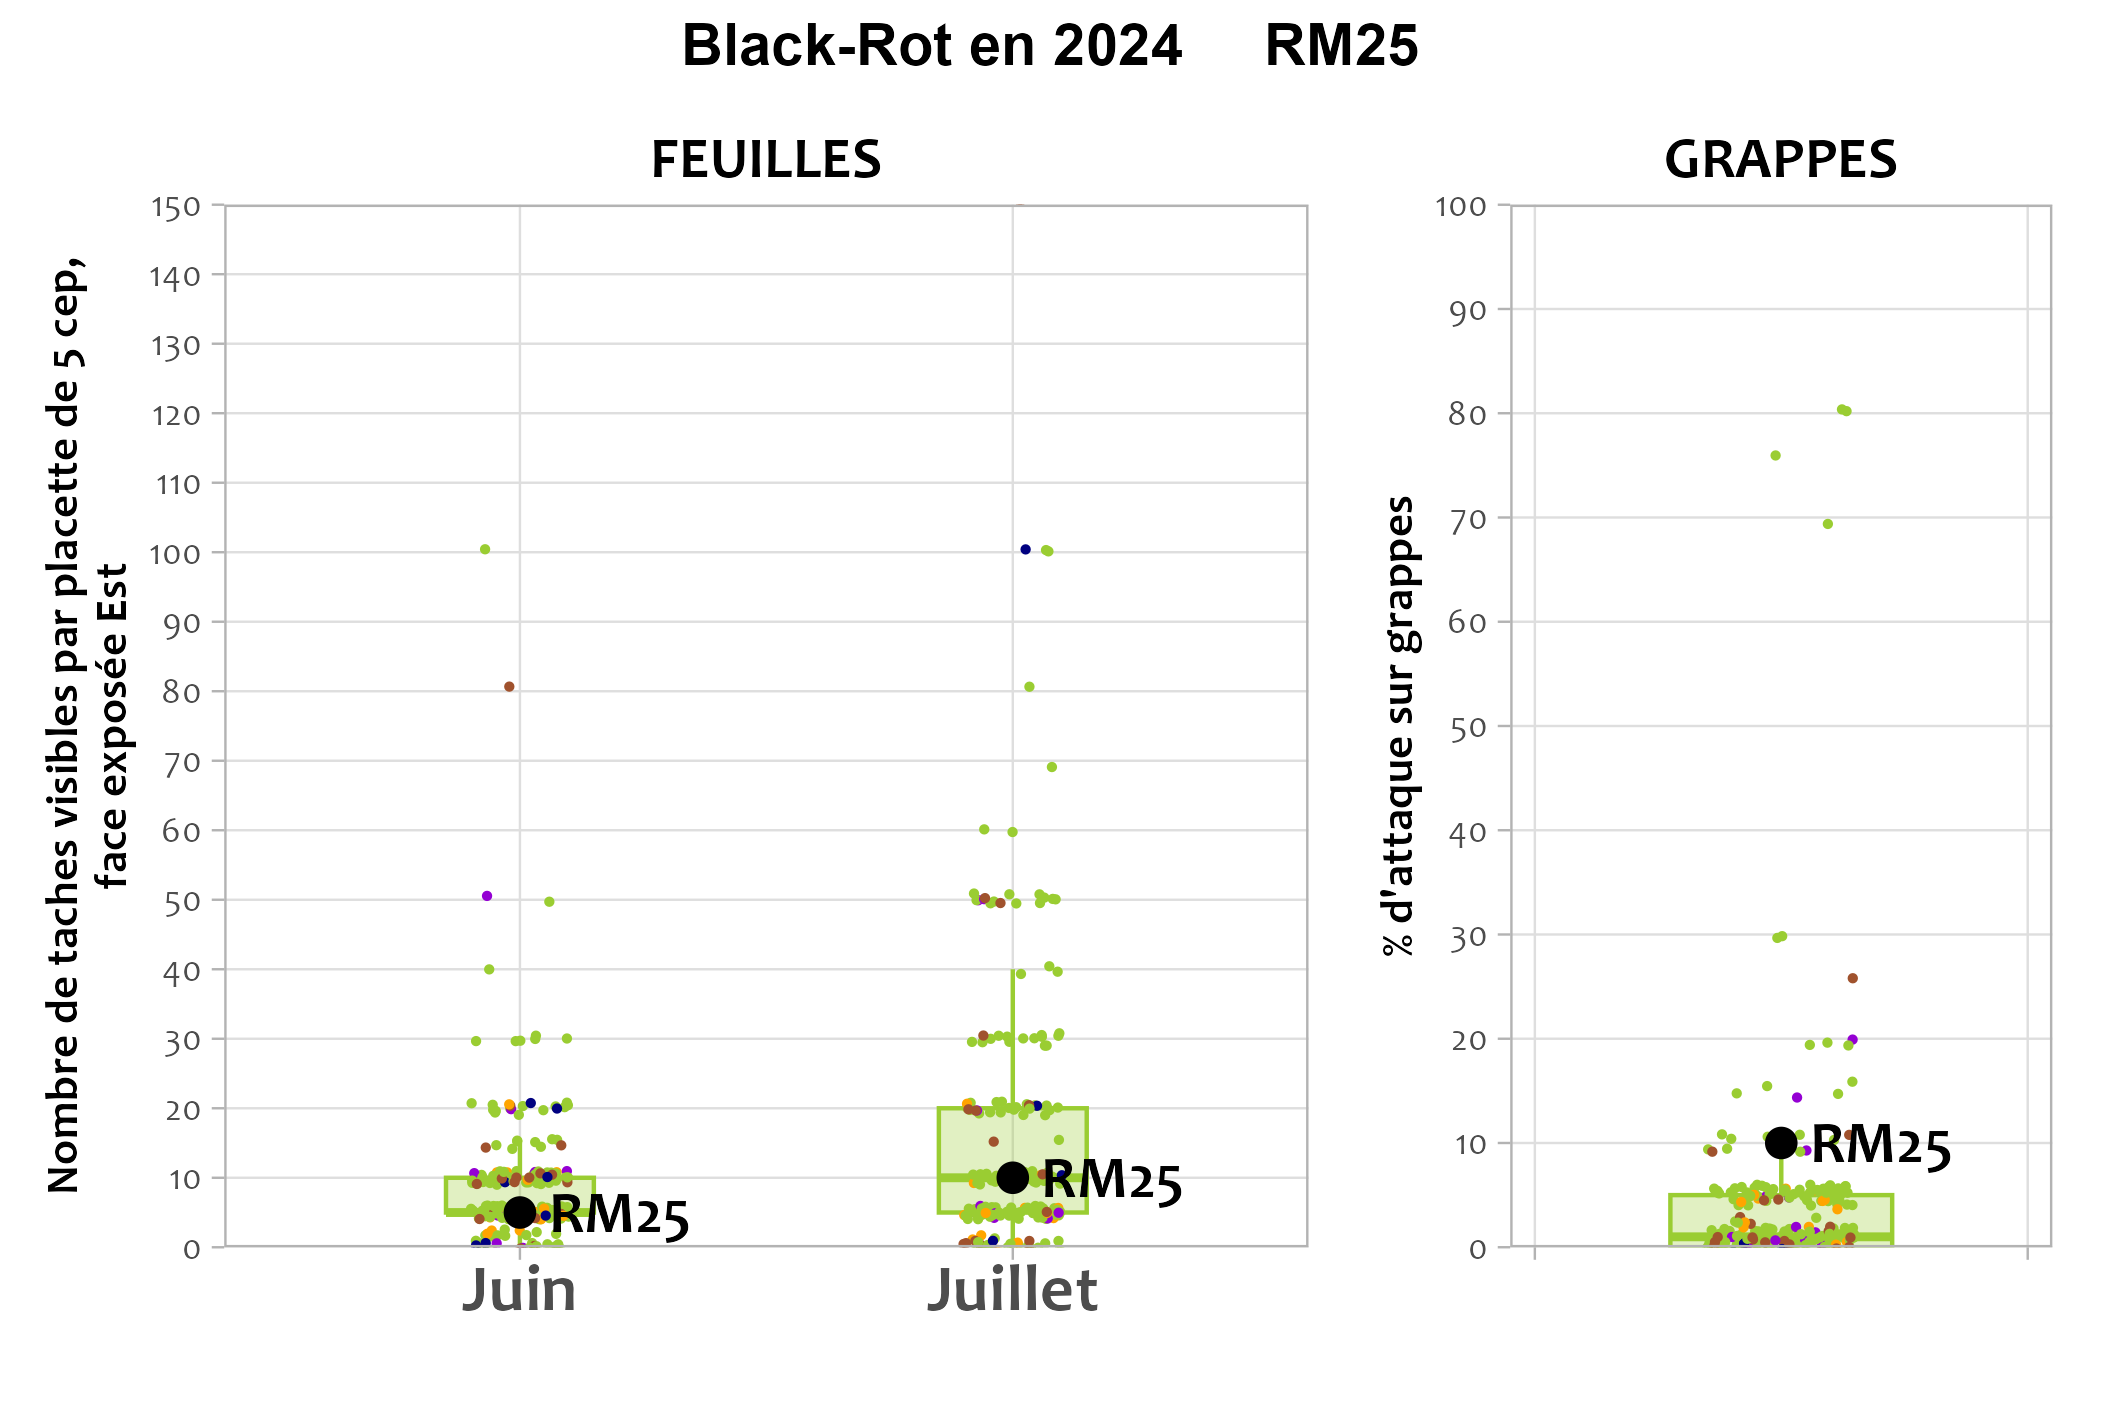 Black-Rot en 2024 RM25
FEUILLES
GRAPPES
Nombre de taches visibles par placette de 5 cep,
face exposée Est
150
140
130
120
110
100
90
80
70
60
50
40
30
20
10
0
RM25
RM25
Juin
Juillet
% d'attaque sur grappes
100
90
80
70
60
50
40
30
20
10
0
RM25